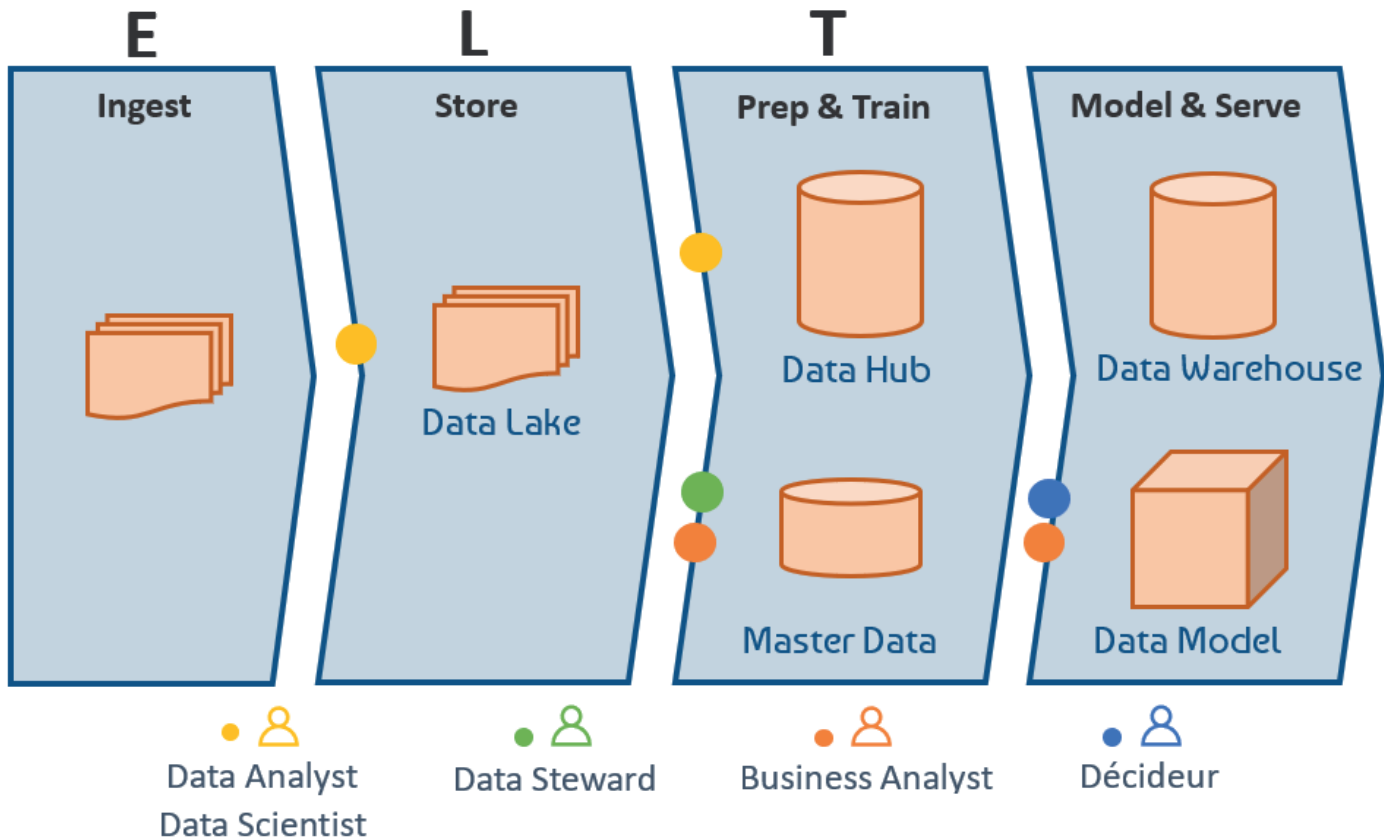 E
L
T
Ingest
Store
Prep & Train
Model & Serve
Data Hub
Data Warehouse
Data Lake
Master Data
Data Model
Data Analyst
Data Scientist
Data Steward
Business Analyst
Décideur